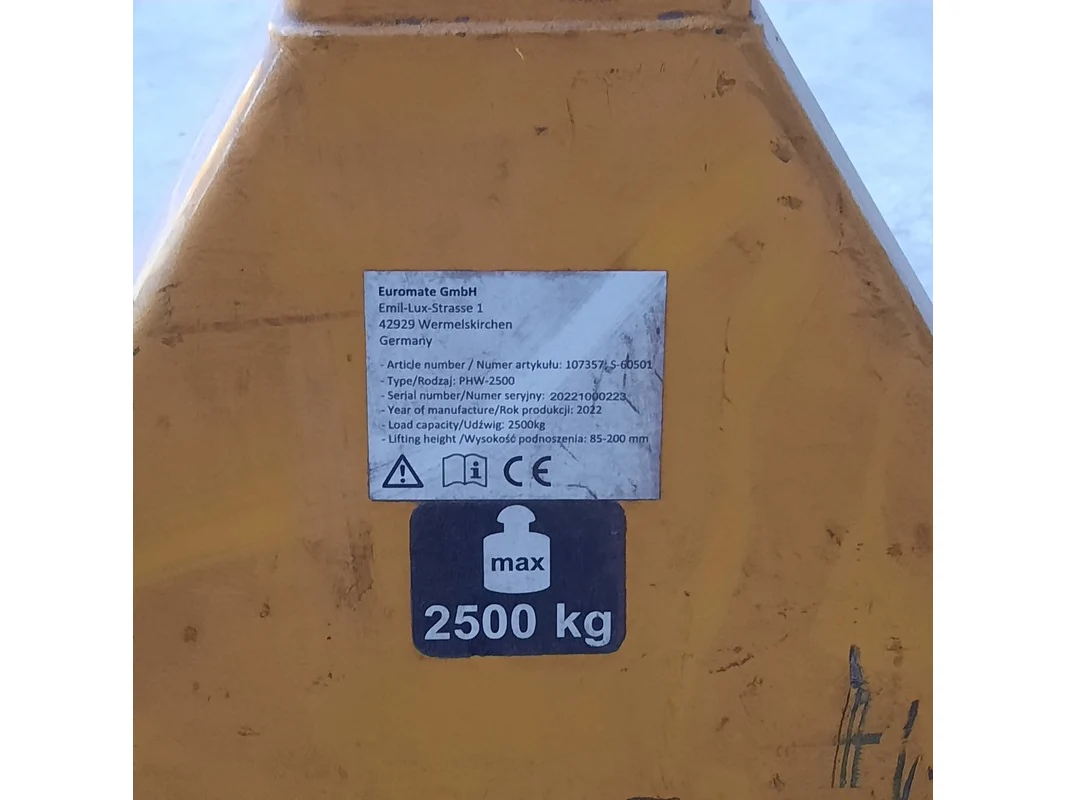 Euromate GmbH
Emil-Lux-Strasse 1
42929 Wermelskirchen
Germany
- Article number / Numer artykułu: 107357; S-60501
- Type/Rodzaj: PHW-2500
- Serial number/Numer seryjny: 20221000223
- Year of manufacture/Rok produkcji: 2022
- Load capacity/Udźwig: 2500kg
- Lifting height /Wysokość podnoszenia: 85-200 mm
CE
max
2500 kg